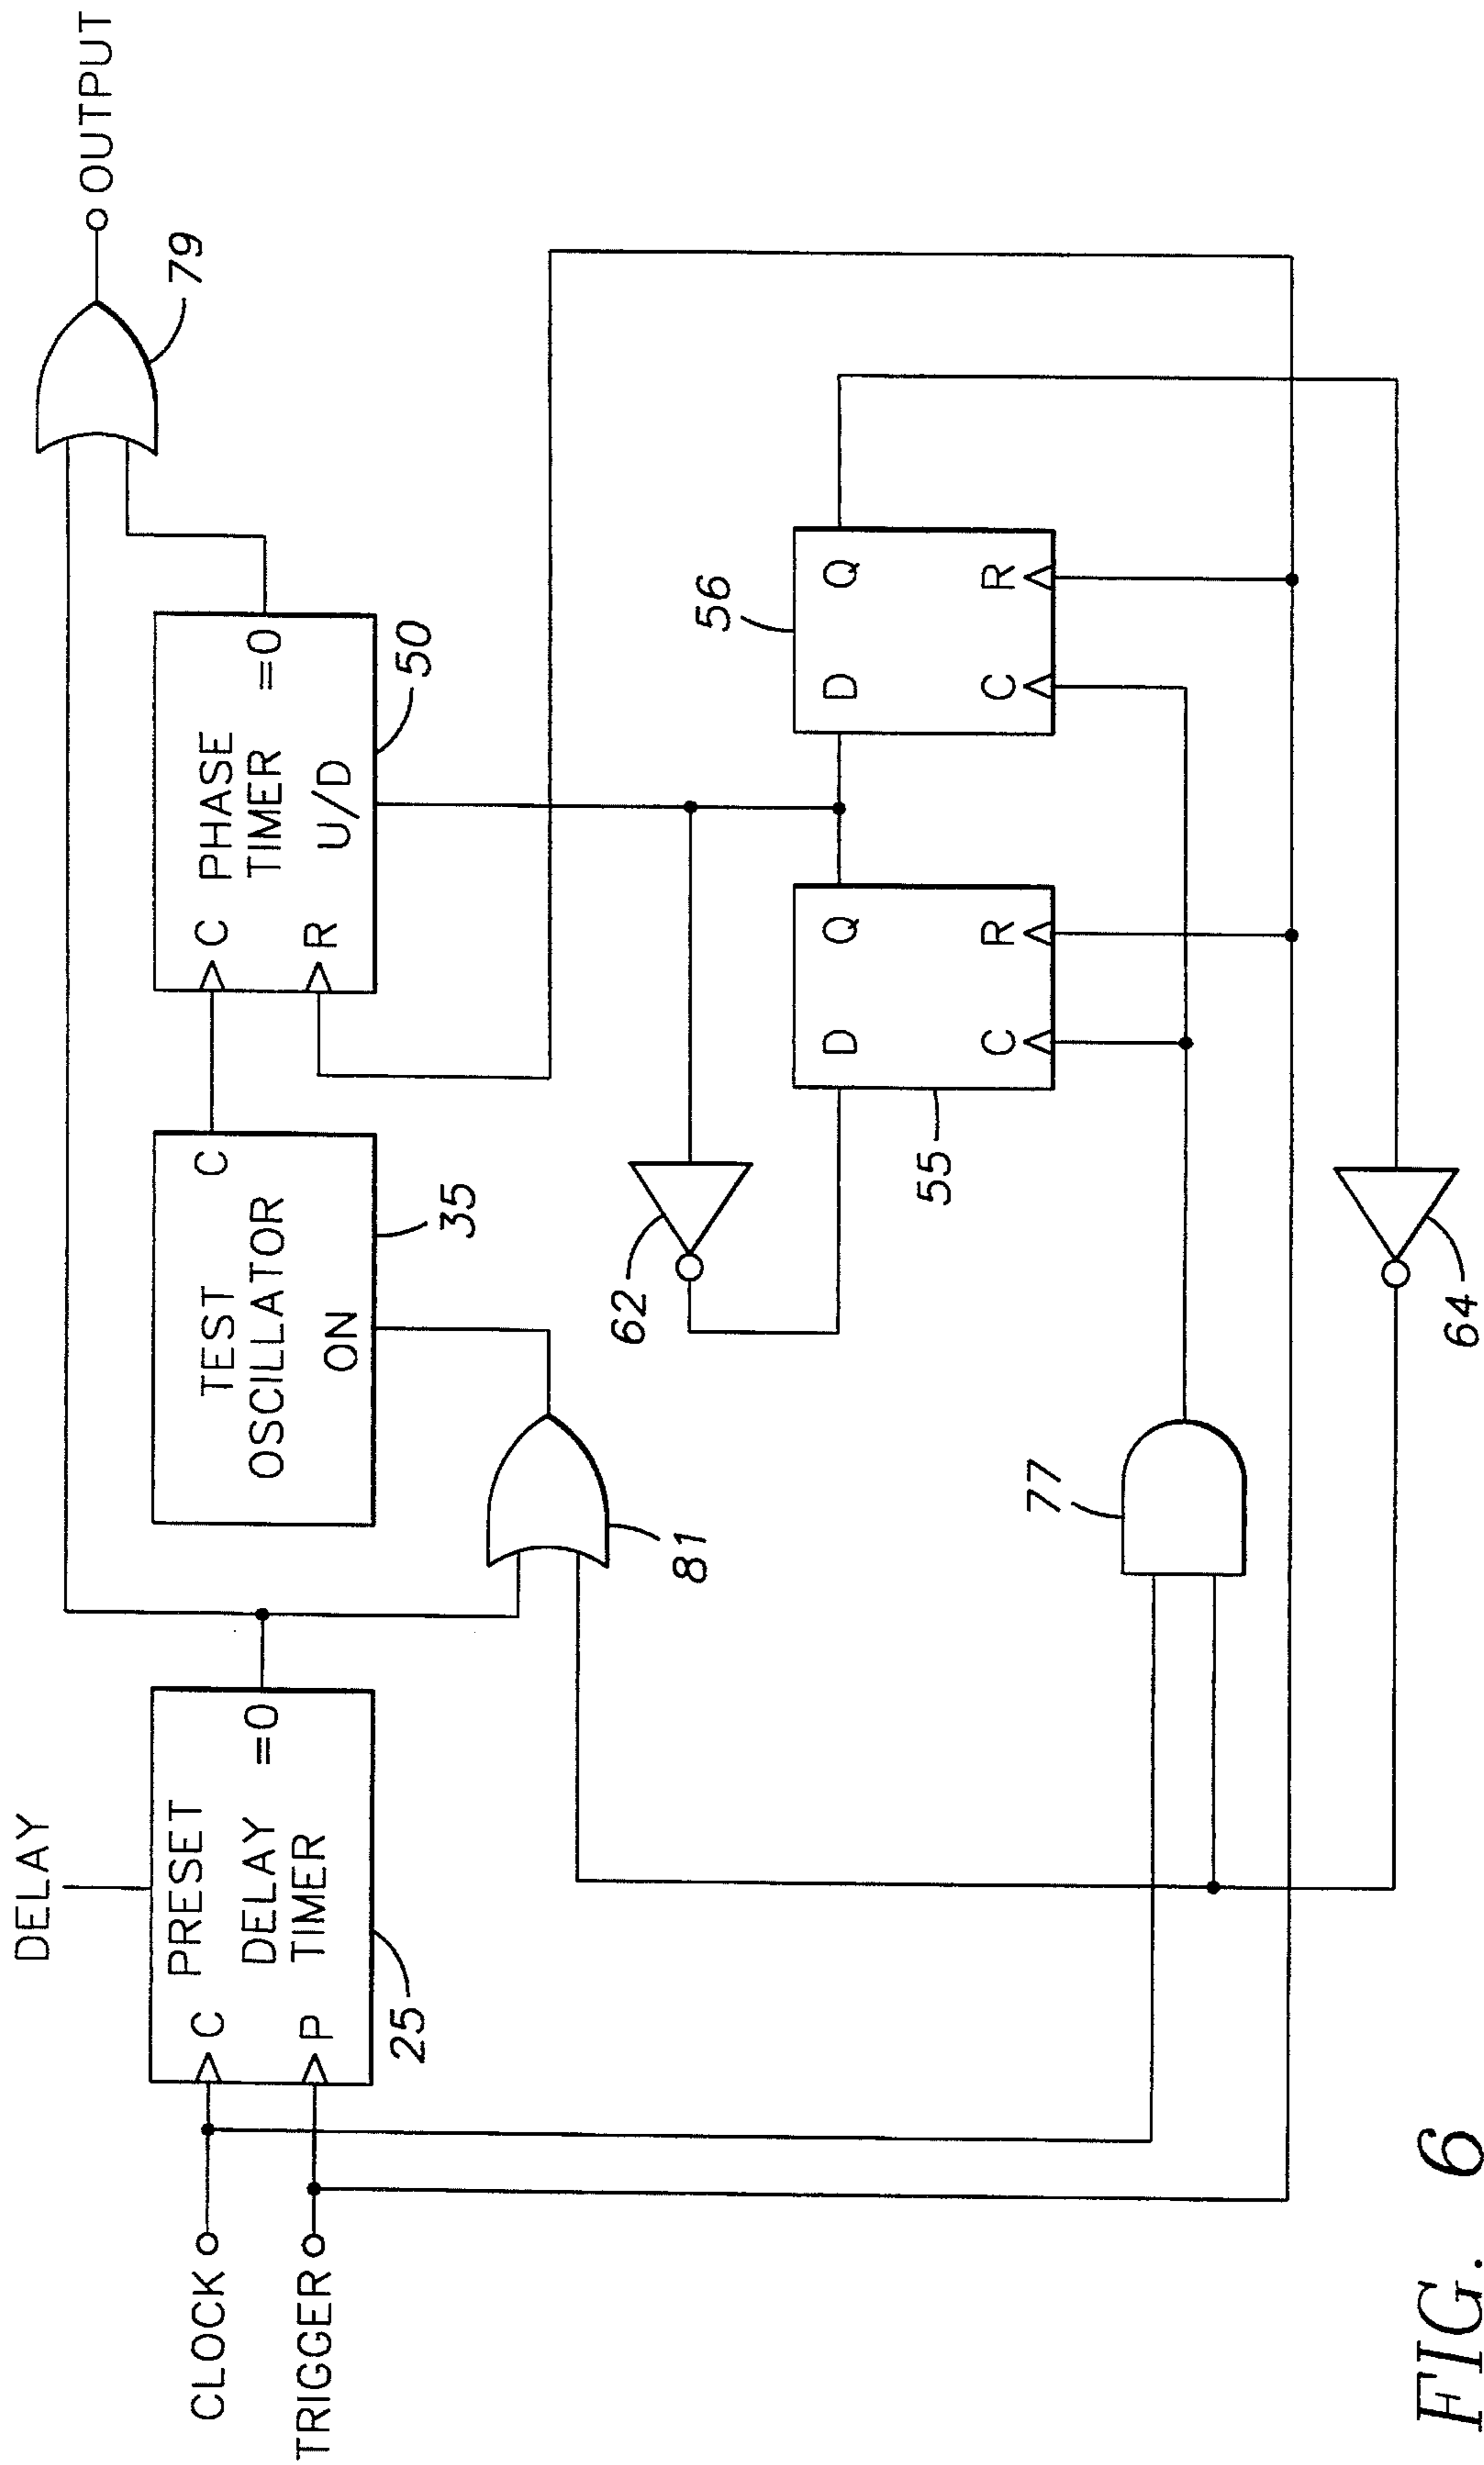 DELAY
CLOCK
TRIGGER
C PRESET
DELAY =0
P TIMER
25
TEST
OSCILLATOR
C
ON
35
C PHASE
TIMER =0
R U/D
50
79
OUTPUT
81
62
D Q
C R
55
D Q
C R
56
77
64
FIG. 6